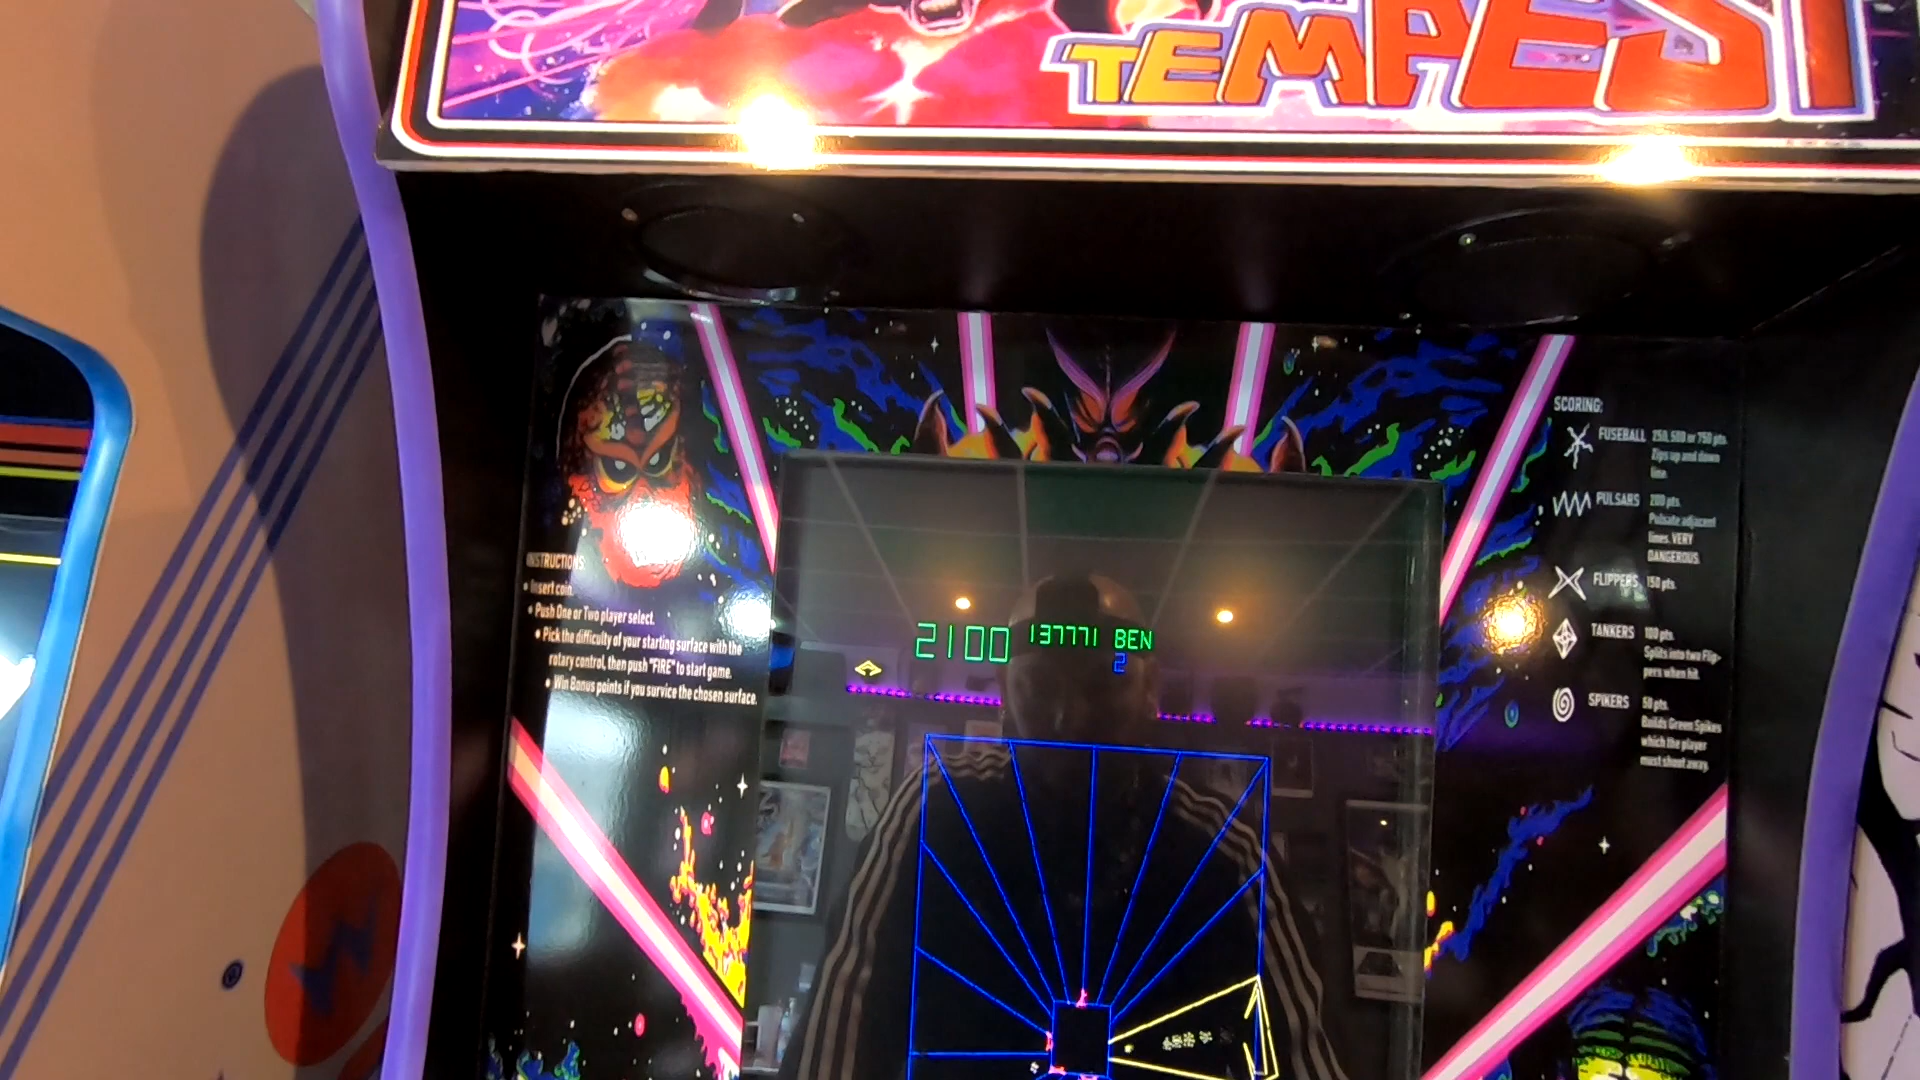 TEMPEST
SCORING:
FUSEBALL 250, 500 or 750 pts.
Zips up and down
line.
PULSARS 200 pts.
Pulsate adjacent
lines. VERY
DANGEROUS.
FLIPPERS 150 pts.
TANKERS 100 pts.
Splits into two Flip-
pers when hit.
SPIKERS 50 pts.
Builds Green Spikes
which the player
must shoot away.
INSTRUCTIONS:
• Insert coin.
• Push One or Two player select.
• Pick the difficulty of your starting surface with the
rotary control, then push "FIRE" to start game.
• Win Bonus points if you survice the chosen surface.
2100 137771 BEN
2